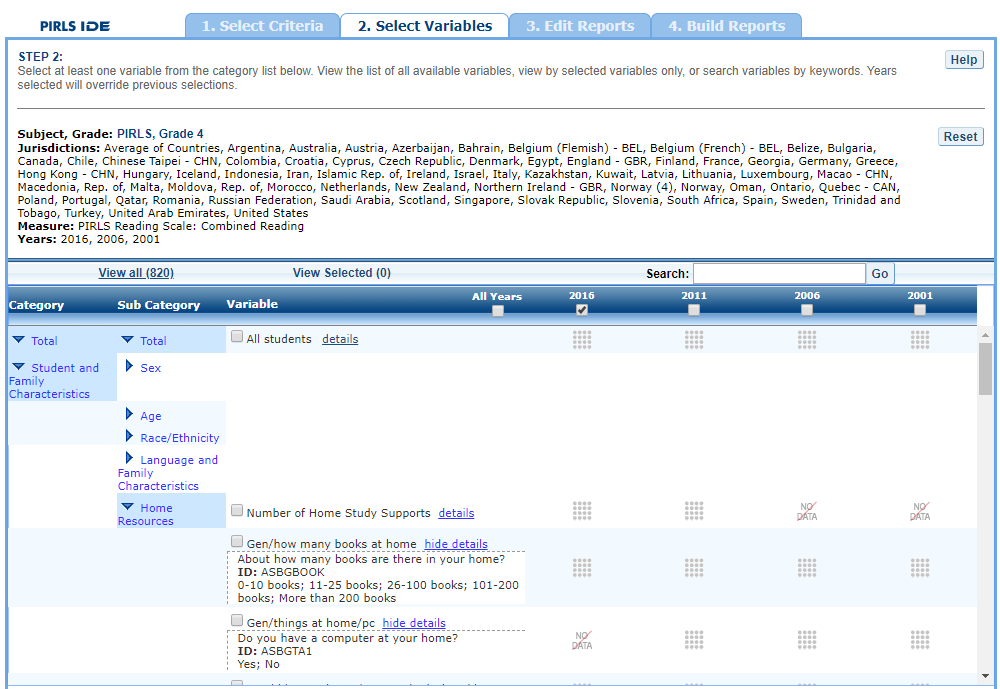 PIRLS IDE
1. Select Criteria
2. Select Variables
3. Edit Reports
4. Build Reports
STEP 2:
Help
Select at least one variable from the category list below. View the list of all available variables, view by selected variables only, or search variables by keywords. Years
selected will override previous selections.
Subject, Grade: PIRLS, Grade 4
Reset
Jurisdictions: Average of Countries, Argentina, Australia, Austria, Azerbaijan, Bahrain, Belgium (Flemish) - BEL, Belgium (French) - BEL, Belize, Bulgaria,
Canada, Chile, Chinese Taipei - CHN, Colombia, Croatia, Cyprus, Czech Republic, Denmark, Egypt, England - GBR, Finland, France, Georgia, Germany, Greece,
Hong Kong - CHN, Hungary, Iceland, Indonesia, Iran, Islamic Rep. of, Ireland, Israel, Italy, Kazakhstan, Kuwait, Latvia, Lithuania, Luxembourg, Macao - CHN,
Macedonia, Rep. of, Malta, Moldova, Rep. of, Morocco, Netherlands, New Zealand, Northern Ireland - GBR, Norway (4), Norway, Oman, Ontario, Quebec - CAN,
Poland, Portugal, Qatar, Romania, Russian Federation, Saudi Arabia, Scotland, Singapore, Slovak Republic, Slovenia, South Africa, Spain, Sweden, Trinidad and
Tobago, Turkey, United Arab Emirates, United States
Measure: PIRLS Reading Scale: Combined Reading
Years: 2016, 2006, 2001
View all (820)
View Selected (0)
Search:
Go
Category
Sub Category
Variable
All Years
2016
2011
2006
2001
Total
Total
All students details
Student and
Family
Characteristics
Sex
Age
Race/Ethnicity
Language and
Family
Characteristics
Home
Resources
Number of Home Study Supports details
NO
DATA
NO
DATA
Gen/how many books at home hide details
About how many books are there in your home?
ID: ASBGBOOK
0-10 books; 11-25 books; 26-100 books; 101-200
books; More than 200 books
Gen/things at home/pc hide details
Do you have a computer at your home?
ID: ASBGTA1
Yes; No
NO
DATA